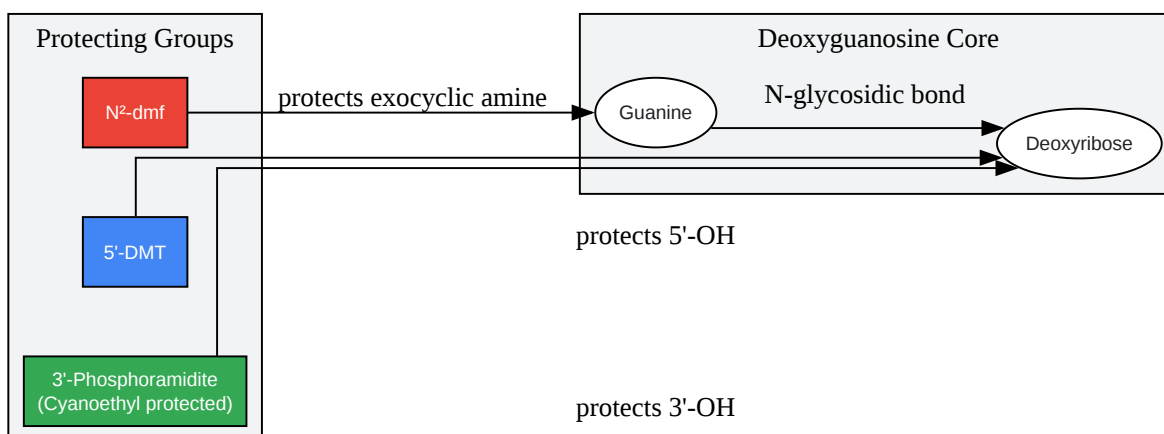 Protecting Groups
Deoxyguanosine Core
N²-dmf
protects exocyclic amine
Guanine
N-glycosidic bond
Deoxyribose
5'-DMT
protects 5'-OH
3'-Phosphoramidite
(Cyanoethyl protected)
protects 3'-OH